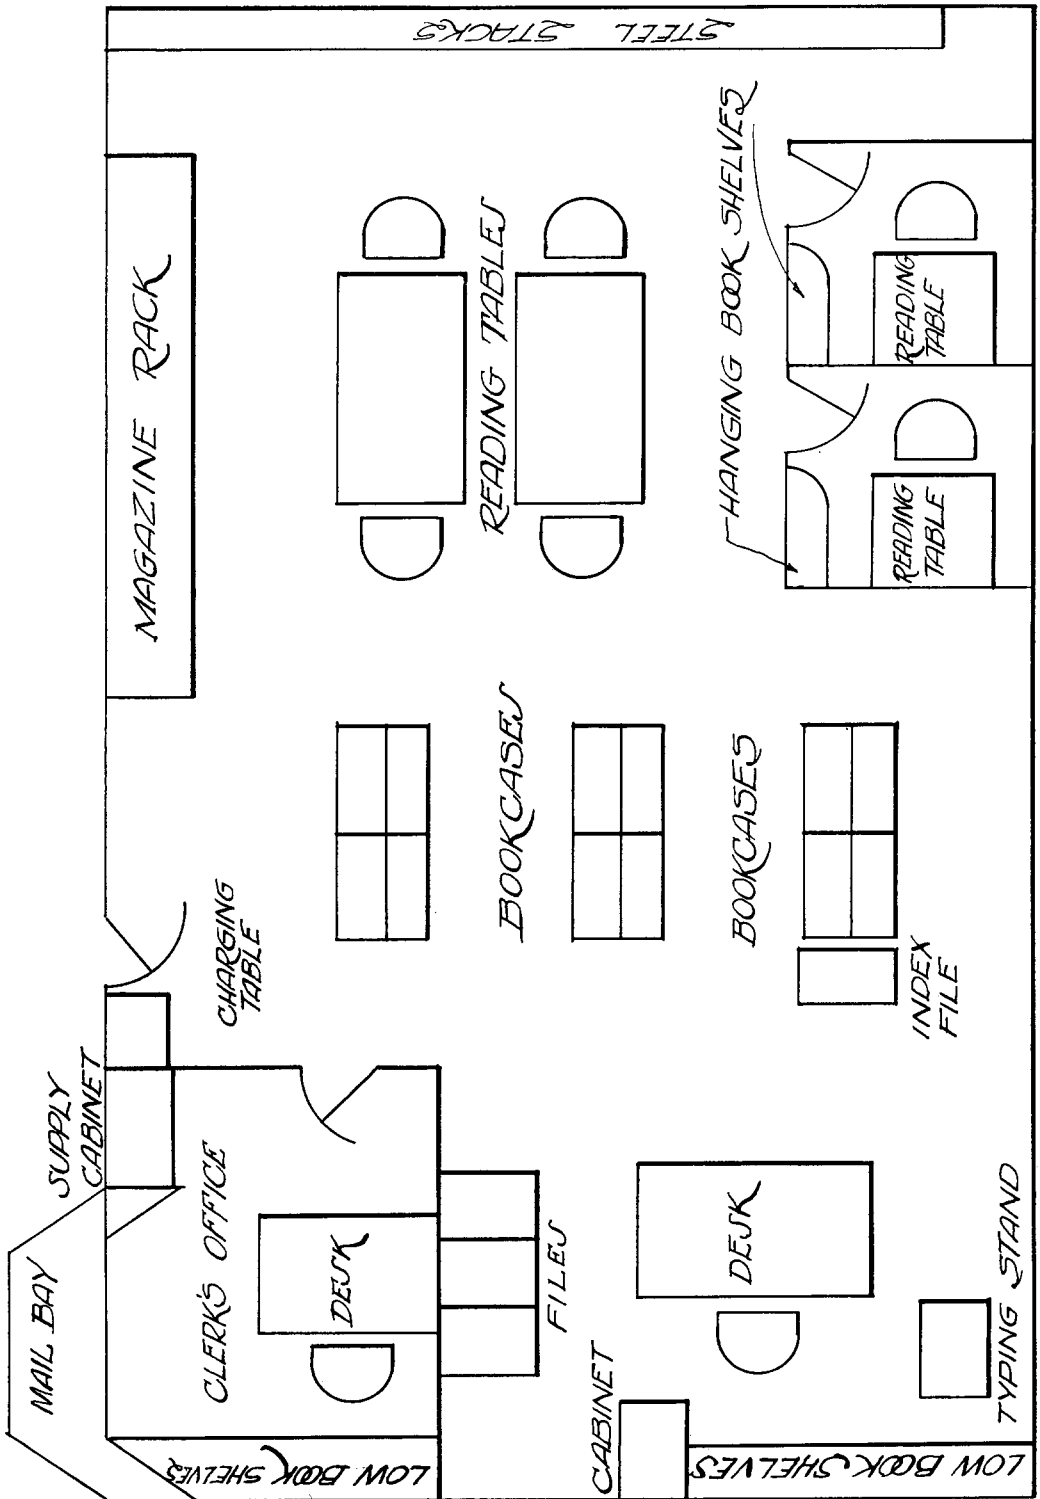 STEEL STACKS
MAGAZINE RACK
READING TABLES
HANGING BOOK SHELVES
READING
TABLE
READING
TABLE
BOOKCASES
BOOKCASES
CHARGING
TABLE
INDEX
FILE
SUPPLY
CABINET
MAIL BAY
CLERK'S OFFICE
DESK
FILES
DESK
CABINET
TYPING STAND
LOW BOOK SHELVES
LOW BOOK SHELVES